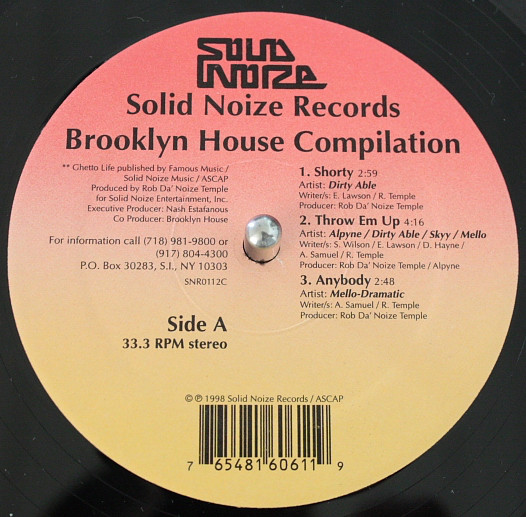 SOLID
NOIZE
Solid Noize Records
Brooklyn House Compilation
** Ghetto Life published by Famous Music /
Solid Noize Music / ASCAP
Produced by Rob Da' Noize Temple
for Solid Noize Entertainment, Inc.
Executive Producer: Nash Estafanous
Co Producer: Brooklyn House
For information call (718) 981-9800 or
(917) 804-4300
P.O. Box 30283, S.I., NY 10303
SNR0112C
Side A
33.3 RPM stereo
1. Shorty 2:59
Artist: Dirty Able
Writer/s: E. Lawson / R. Temple
Producer: Rob Da' Noize Temple
2. Throw Em Up 4:16
Artist: Alpyne / Dirty Able / Skyy / Mello
Writer/s: S. Wilson / E. Lawson / D. Hayne /
A. Samuel / R. Temple
Producer: Rob Da' Noize Temple / Alpyne
3. Anybody 2:48
Artist: Mello-Dramatic
Writer/s: A. Samuel / R. Temple
Producer: Rob Da' Noize Temple
© ℗ 1998 Solid Noize Records / ASCAP
7 65481 60611 9